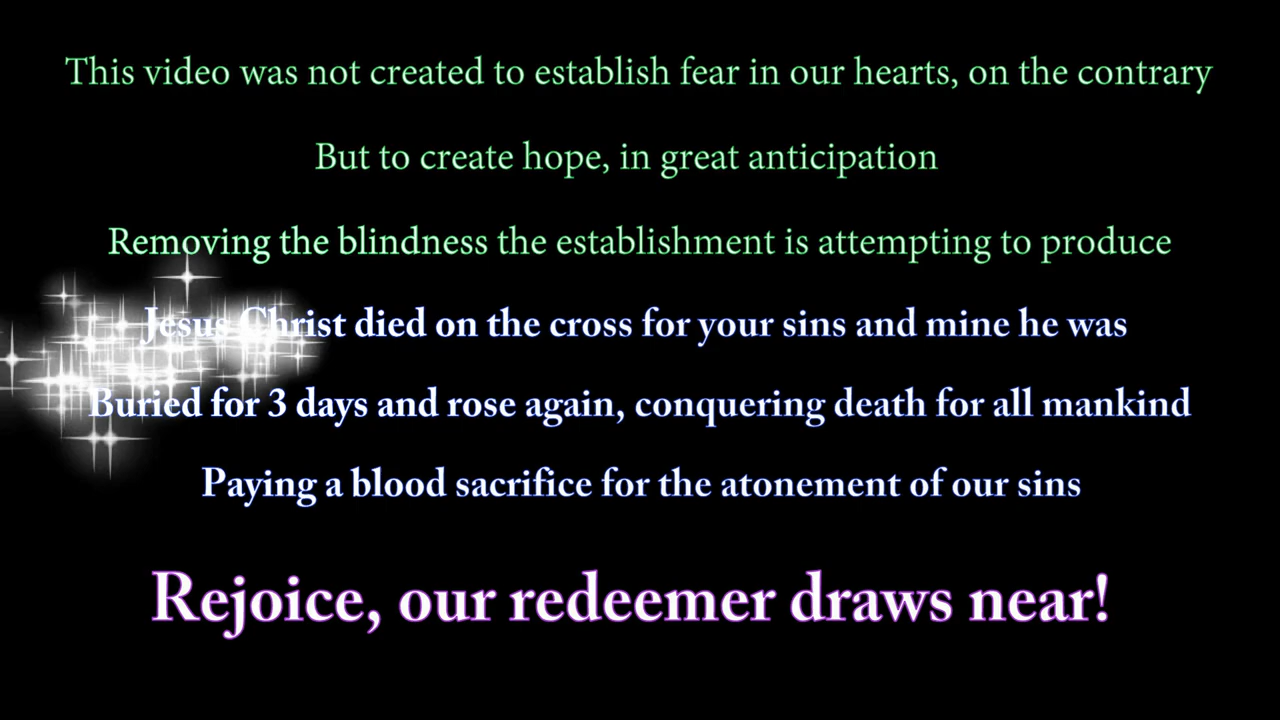 This video was not created to establish fear in our hearts, on the contrary
But to create hope, in great anticipation
Removing the blindness the establishment is attempting to produce
Jesus Christ died on the cross for your sins and mine he was
Buried for 3 days and rose again, conquering death for all mankind
Paying a blood sacrifice for the atonement of our sins
Rejoice, our redeemer draws near!